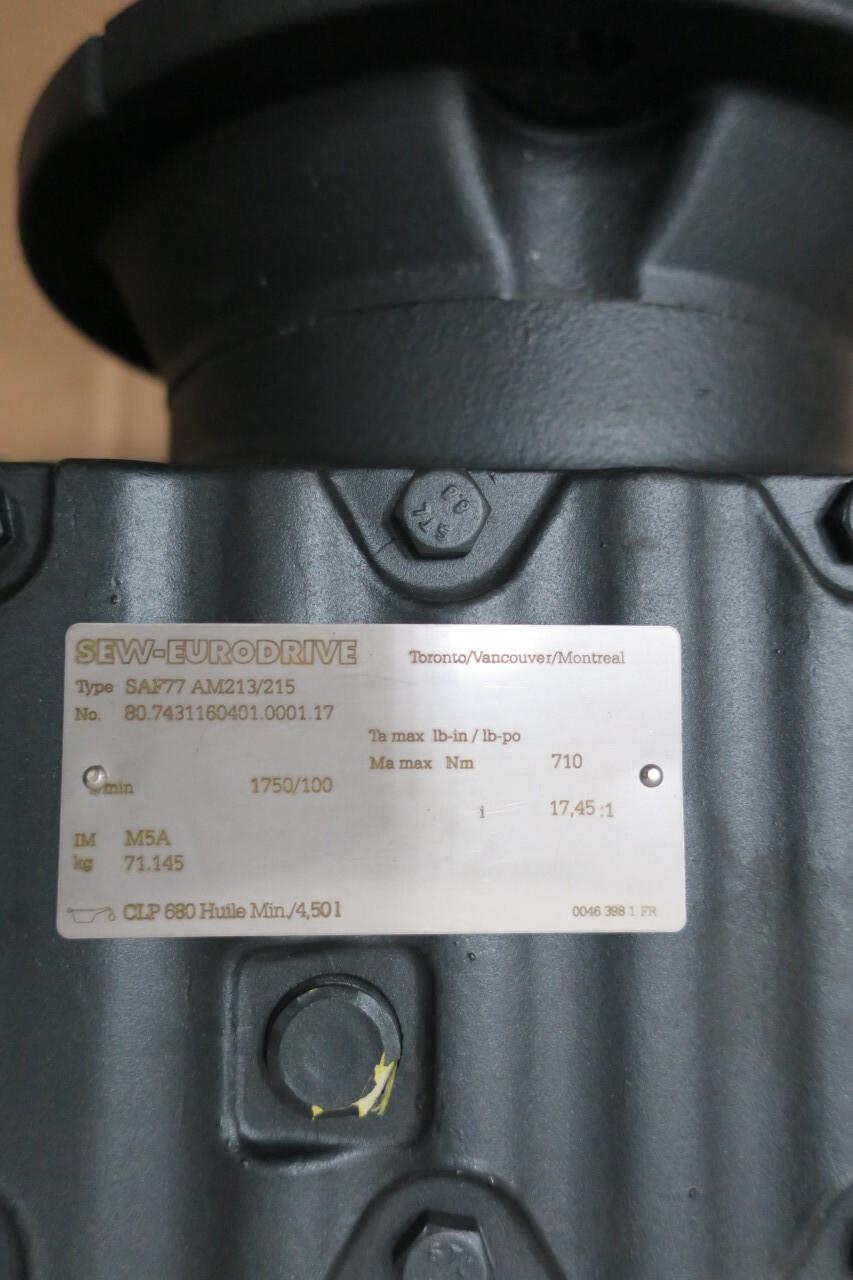 SEW-EURODRIVE Toronto/Vancouver/Montreal
Type SAF77 AM213/215
No. 80.7431160401.0001.17
Ta max lb-in / lb-po
Ma max Nm 710
min 1750/100
i 17,45 :1
IM M5A
kg 71.145
CLP 680 Huile Min./4,50 l 0046 398 1 FR